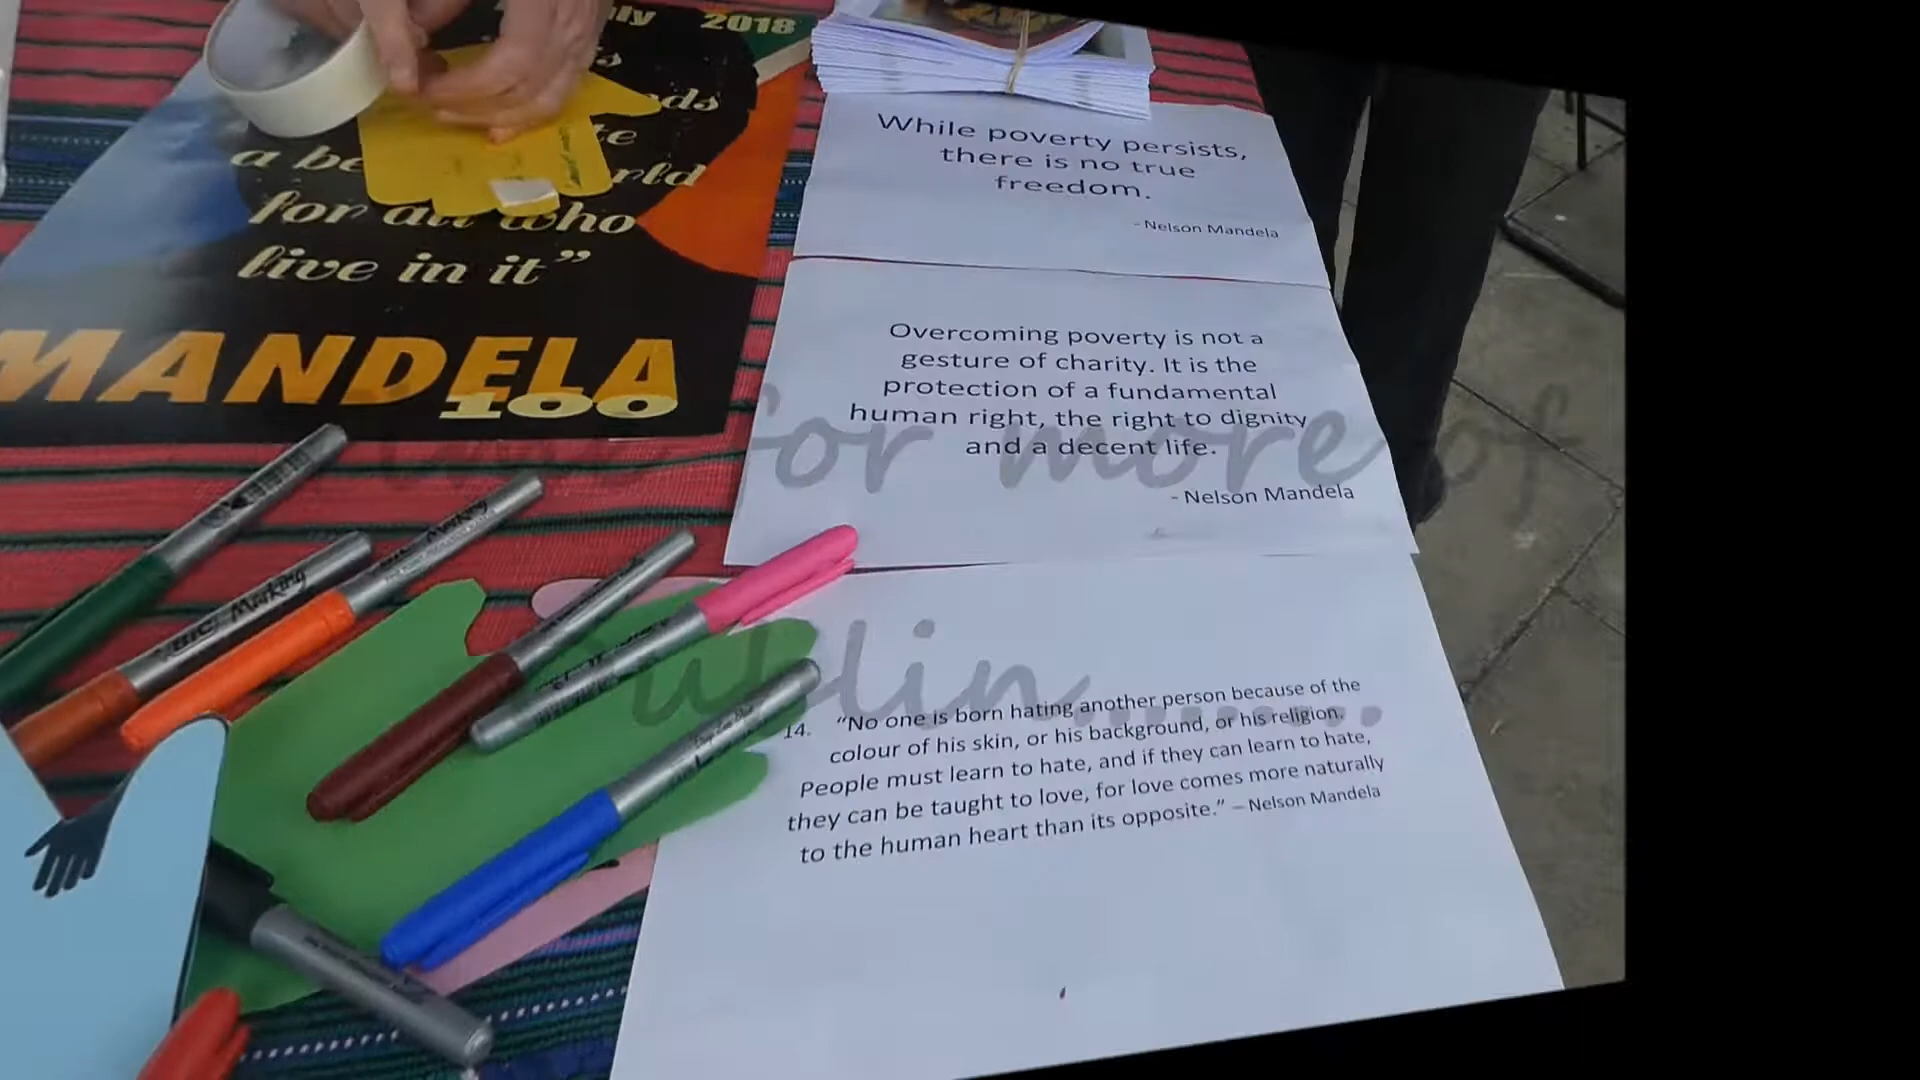 2018
a be
for all who
live in it”
MANDELA
100
While poverty persists,
there is no true
freedom.
- Nelson Mandela
Overcoming poverty is not a
gesture of charity. It is the
protection of a fundamental
human right, the right to dignity
and a decent life.
- Nelson Mandela
14. “No one is born hating another person because of the
colour of his skin, or his background, or his religion.
People must learn to hate, and if they can learn to hate,
they can be taught to love, for love comes more naturally
to the human heart than its opposite.” – Nelson Mandela
BIC Marking
Marking
for more of
Dublin........